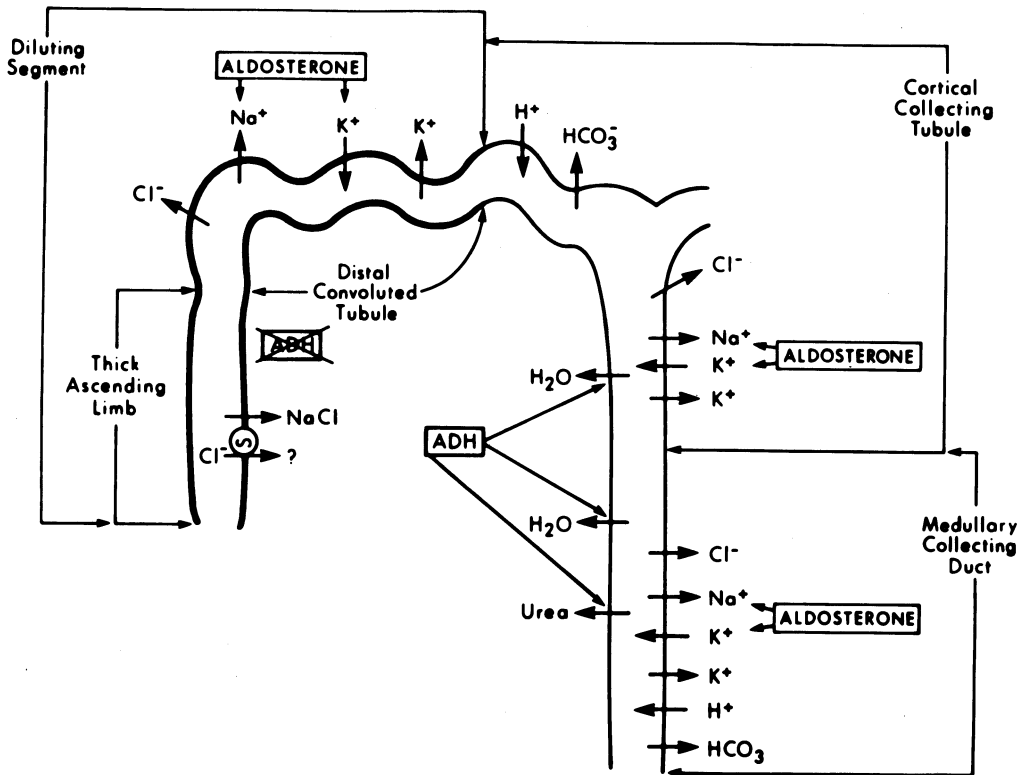 Diluting
Segment
ALDOSTERONE
Na⁺
K⁺
K⁺
H⁺
HCO₃⁻
Cortical
Collecting
Tubule
Cl⁻
Distal
Convoluted
Tubule
Cl⁻
ADH
Thick
Ascending
Limb
NaCl
S
Cl⁻
?
Na⁺
K⁺
ALDOSTERONE
H₂O
K⁺
ADH
H₂O
Medullary
Collecting
Duct
Cl⁻
Urea
Na⁺
ALDOSTERONE
K⁺
K⁺
H⁺
HCO₃